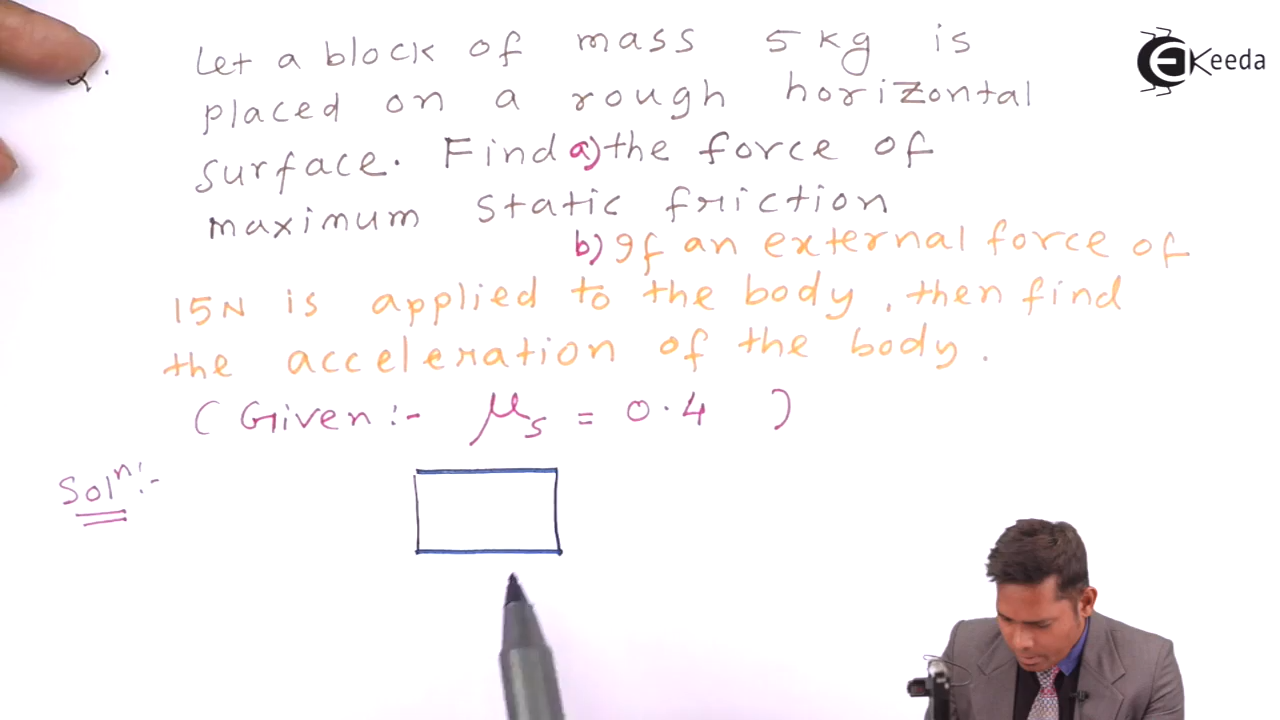 Let a block of mass 5 kg is
EKeeda
placed on a rough horizontal
surface. Find a) the force of
maximum static friction
b) If an external force of
15N is applied to the body, then find
the acceleration of the body.
(Given:- μs = 0.4 )
Solⁿ:-